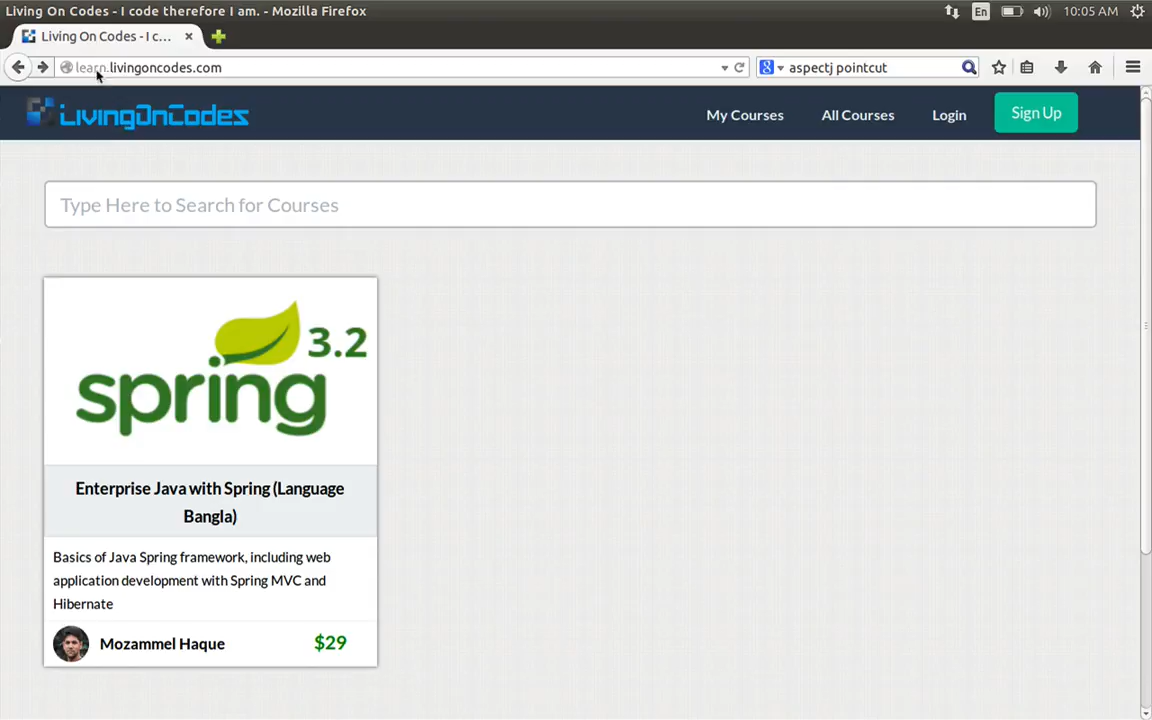 Living On Codes - I code therefore I am. - Mozilla Firefox
En
10:05 AM
Living On Codes - I c...
learn.livingoncodes.com
aspectj pointcut
LivingOnCodes
My Courses
All Courses
Login
Sign Up
Type Here to Search for Courses
3.2
spring
Enterprise Java with Spring (Language
Bangla)
Basics of Java Spring framework, including web
application development with Spring MVC and
Hibernate
Mozammel Haque
$29